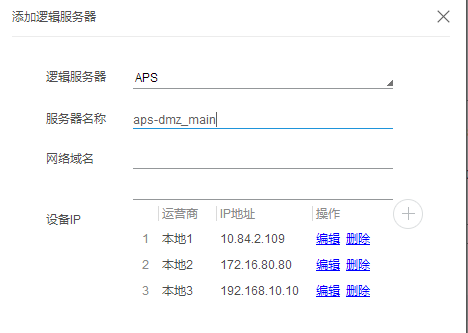 添加逻辑服务器
逻辑服务器 APS
服务器名称 aps-dmz_main
网络域名
设备IP
运营商 IP地址 操作
1 本地1 10.84.2.109 编辑 删除
2 本地2 172.16.80.80 编辑 删除
3 本地3 192.168.10.10 编辑 删除